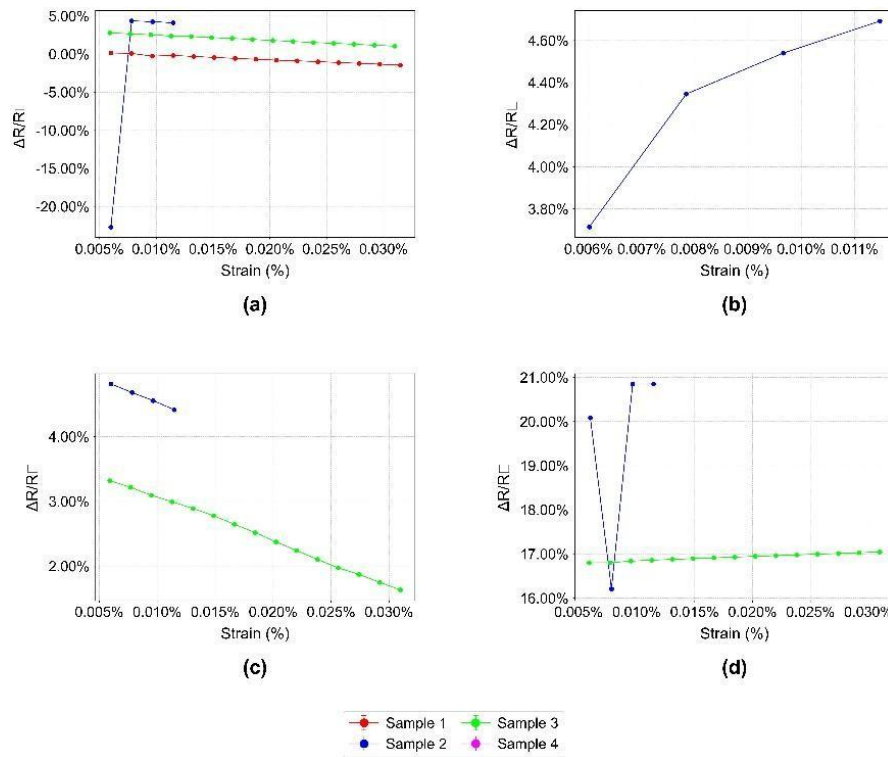 5.00%
0.00%
-5.00%
-10.00%
-15.00%
-20.00%
ΔR/R□
0.005% 0.010% 0.015% 0.020% 0.025% 0.030%
Strain (%)
(a)
4.60%
4.40%
4.20%
4.00%
3.80%
ΔR/R□
0.006% 0.007% 0.008% 0.009% 0.010% 0.011%
Strain (%)
(b)
4.00%
3.00%
2.00%
ΔR/R□
0.005% 0.010% 0.015% 0.020% 0.025% 0.030%
Strain (%)
(c)
21.00%
20.00%
19.00%
18.00%
17.00%
16.00%
ΔR/R□
0.005% 0.010% 0.015% 0.020% 0.025% 0.030%
Strain (%)
(d)
Sample 1 Sample 3
Sample 2 Sample 4